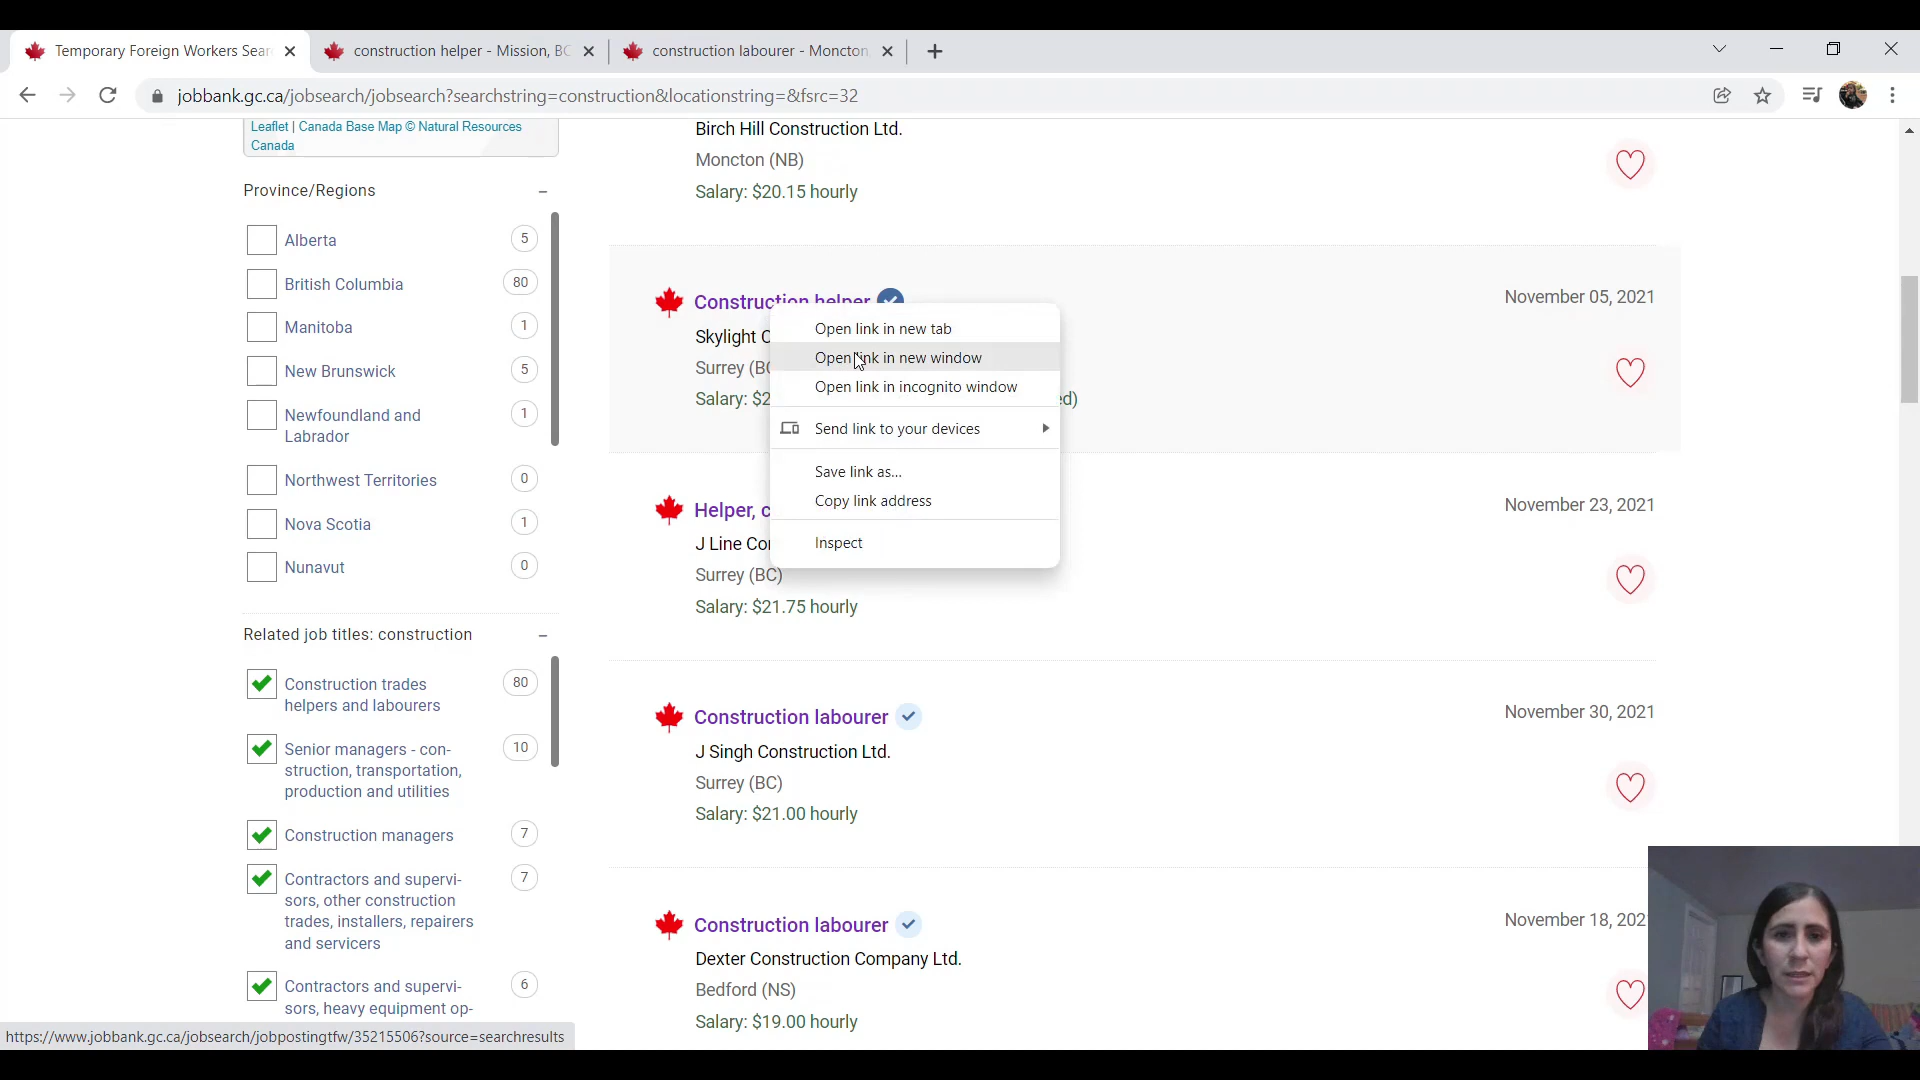 Temporary Foreign Workers Sear
construction helper - Mission, BC
construction labourer - Moncton,
jobbank.gc.ca/jobsearch/jobsearch?searchstring=construction&locationstring=&fsrc=32
Leaflet | Canada Base Map © Natural Resources
Canada
Province/Regions
Alberta 5
British Columbia 80
Manitoba 1
New Brunswick 5
Newfoundland and 1
Labrador
Northwest Territories 0
Nova Scotia 1
Nunavut 0
Related job titles: construction
Construction trades 80
helpers and labourers
Senior managers - con- 10
struction, transportation,
production and utilities
Construction managers 7
Contractors and supervi- 7
sors, other construction
trades, installers, repairers
and servicers
Contractors and supervi- 6
sors, heavy equipment op-
Birch Hill Construction Ltd.
Moncton (NB)
Salary: $20.15 hourly
Construction helper
November 05, 2021
Skylight C
Surrey (BC
Salary: $2 ed)
Open link in new tab
Open link in new window
Open link in incognito window
Send link to your devices
Save link as...
Copy link address
Inspect
Helper, c
November 23, 2021
J Line Con
Surrey (BC)
Salary: $21.75 hourly
Construction labourer
November 30, 2021
J Singh Construction Ltd.
Surrey (BC)
Salary: $21.00 hourly
Construction labourer
November 18, 202
Dexter Construction Company Ltd.
Bedford (NS)
Salary: $19.00 hourly
https://www.jobbank.gc.ca/jobsearch/jobpostingtfw/35215506?source=searchresults